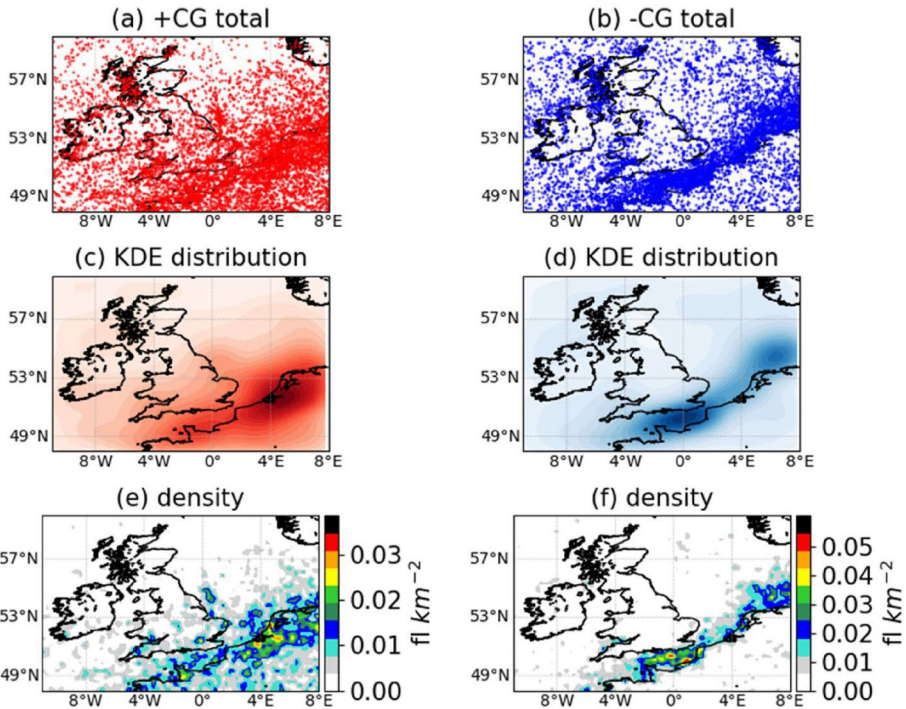 (a) +CG total
(b) -CG total
57°N
53°N
49°N
8°W 4°W 0° 4°E 8°E
57°N
53°N
49°N
8°W 4°W 0° 4°E 8°E
(c) KDE distribution
(d) KDE distribution
57°N
53°N
49°N
8°W 4°W 0° 4°E 8°E
57°N
53°N
49°N
8°W 4°W 0° 4°E 8°E
(e) density
(f) density
57°N
53°N
49°N
8°W 4°W 0° 4°E 8°E
0.03
0.02
0.01
0.00
fl km⁻²
57°N
53°N
49°N
8°W 4°W 0° 4°E 8°E
0.05
0.04
0.03
0.02
0.01
0.00
fl km⁻²